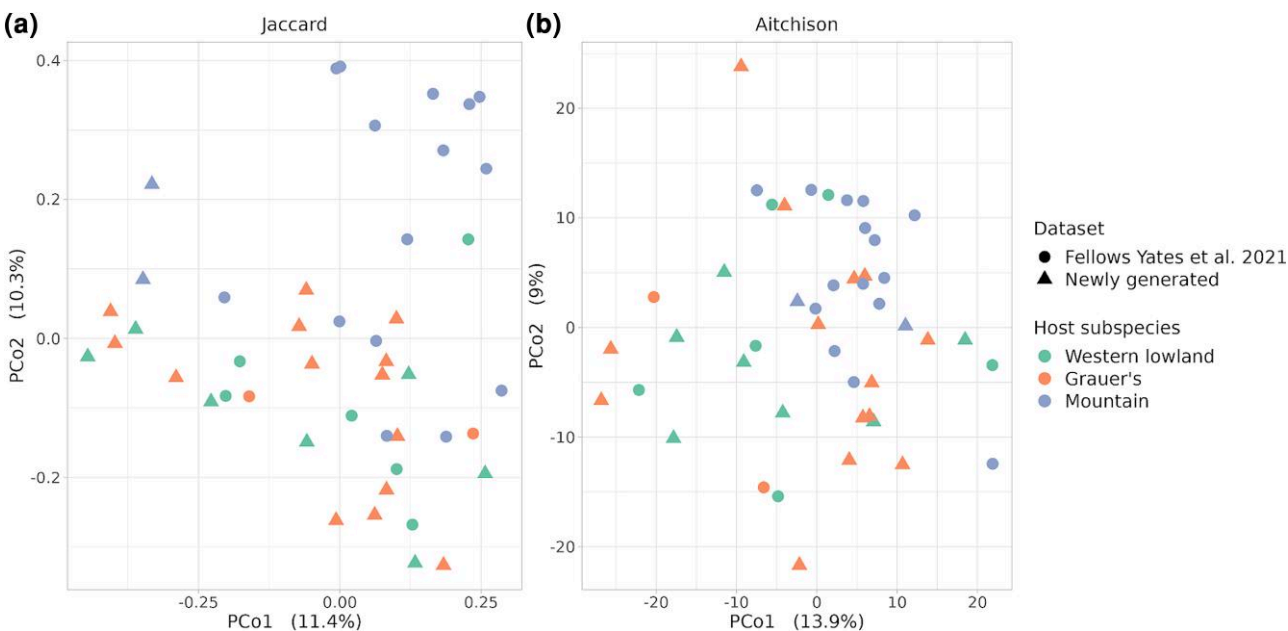 (a)
Jaccard
0.4
0.2
0.0
-0.2
PCo2 (10.3%)
-0.25
0.00
0.25
PCo1 (11.4%)
(b)
Aitchison
20
10
0
-10
-20
PCo2 (9%)
-20
-10
0
10
20
PCo1 (13.9%)
Dataset
Fellows Yates et al. 2021
Newly generated
Host subspecies
Western lowland
Grauer's
Mountain